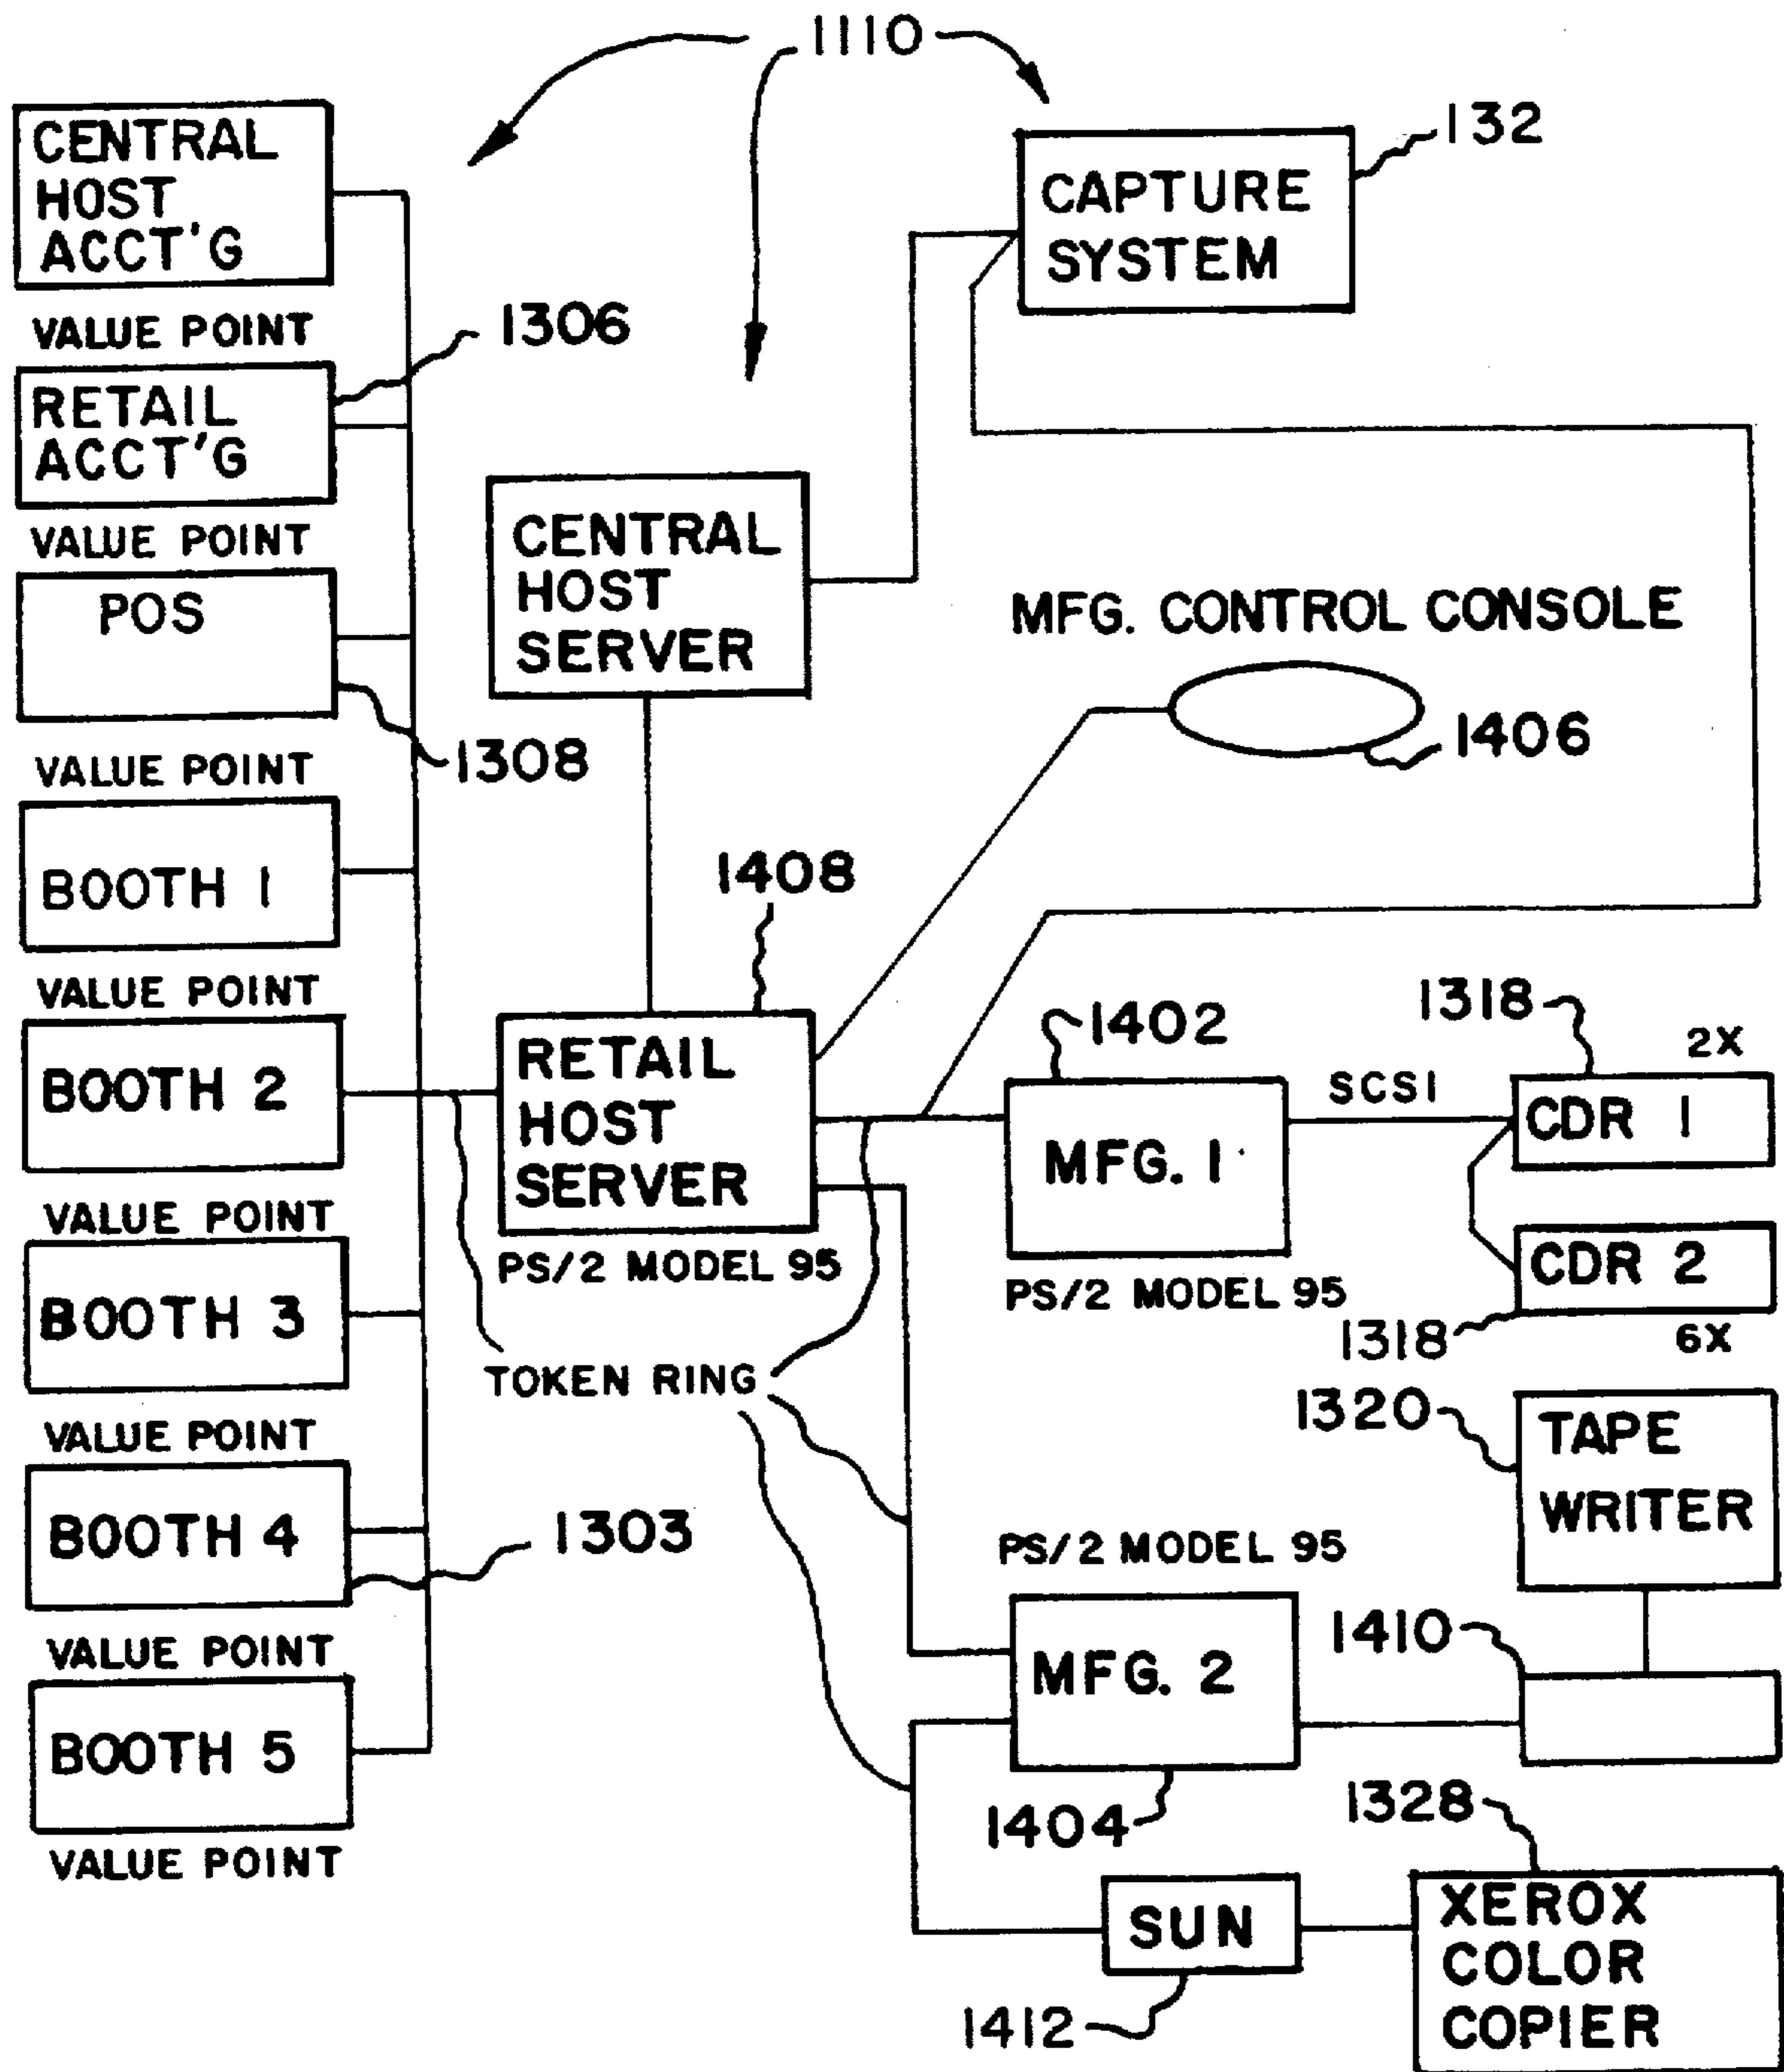 1110
CENTRAL
HOST
ACCT'G
VALUE POINT
1306
RETAIL
ACCT'G
VALUE POINT
POS
1308
VALUE POINT
BOOTH 1
VALUE POINT
BOOTH 2
VALUE POINT
BOOTH 3
VALUE POINT
BOOTH 4
1303
VALUE POINT
BOOTH 5
VALUE POINT
132
CAPTURE
SYSTEM
CENTRAL
HOST
SERVER
MFG. CONTROL CONSOLE
1406
1408
RETAIL
HOST
SERVER
PS/2 MODEL 95
TOKEN RING
1402
MFG. 1
PS/2 MODEL 95
SCSI
1318
2X
CDR 1
CDR 2
1318
6X
1320
TAPE
WRITER
PS/2 MODEL 95
MFG. 2
1404
1410
1328
SUN
1412
XEROX
COLOR
COPIER